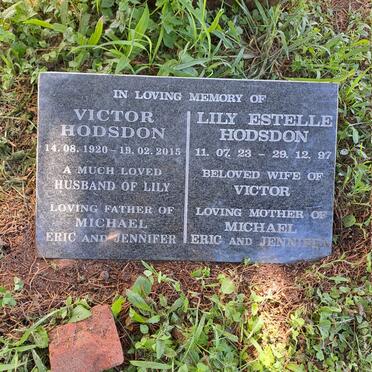 IN LOVING MEMORY OF
VICTOR
HODSDON
14. 08. 1920 - 19. 02. 2015
A MUCH LOVED
HUSBAND OF LILY
LOVING FATHER OF
MICHAEL
ERIC AND JENNIFER
LILY ESTELLE
HODSDON
11. 07. 23 - 29. 12. 97
BELOVED WIFE OF
VICTOR
LOVING MOTHER OF
MICHAEL
ERIC AND JENNIFER